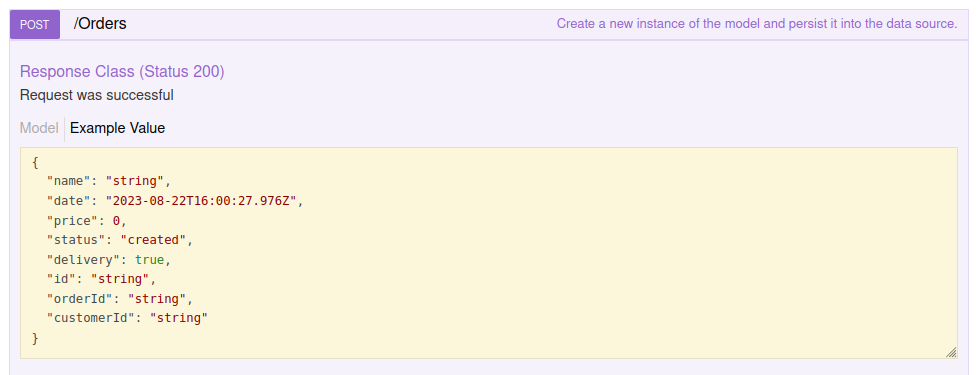 POST /Orders Create a new instance of the model and persist it into the data source.
Response Class (Status 200)
Request was successful
Model Example Value
{
"name": "string",
"date": "2023-08-22T16:00:27.976Z",
"price": 0,
"status": "created",
"delivery": true,
"id": "string",
"orderId": "string",
"customerId": "string"
}